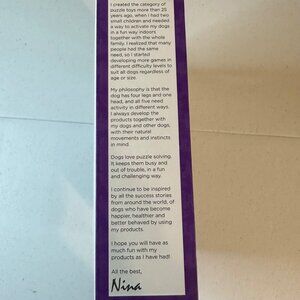 I created the category of
puzzle toys more than 25
years ago, when I had two
small children and needed
a way to activate my dogs
in a fun way indoors
together with the whole
family. I realized that many
people had the same
need, so I started
developing more games in
different difficulty levels to
suit all dogs regardless of
age or size.
My philosophy is that the
dog has four legs and one
head, and all five need
activity in different ways.
I always develop the
products together with
my dogs and other dogs,
with their natural
movements and instincts
in mind.
Dogs love puzzle solving.
It keeps them busy and
out of trouble, in a fun
and challenging way.
I continue to be inspired
by all the success stories
from around the world, of
dogs who have become
happier, healthier and
better behaved by using
my products.
I hope you will have as
much fun with my
products as I have had!
All the best,
Nina